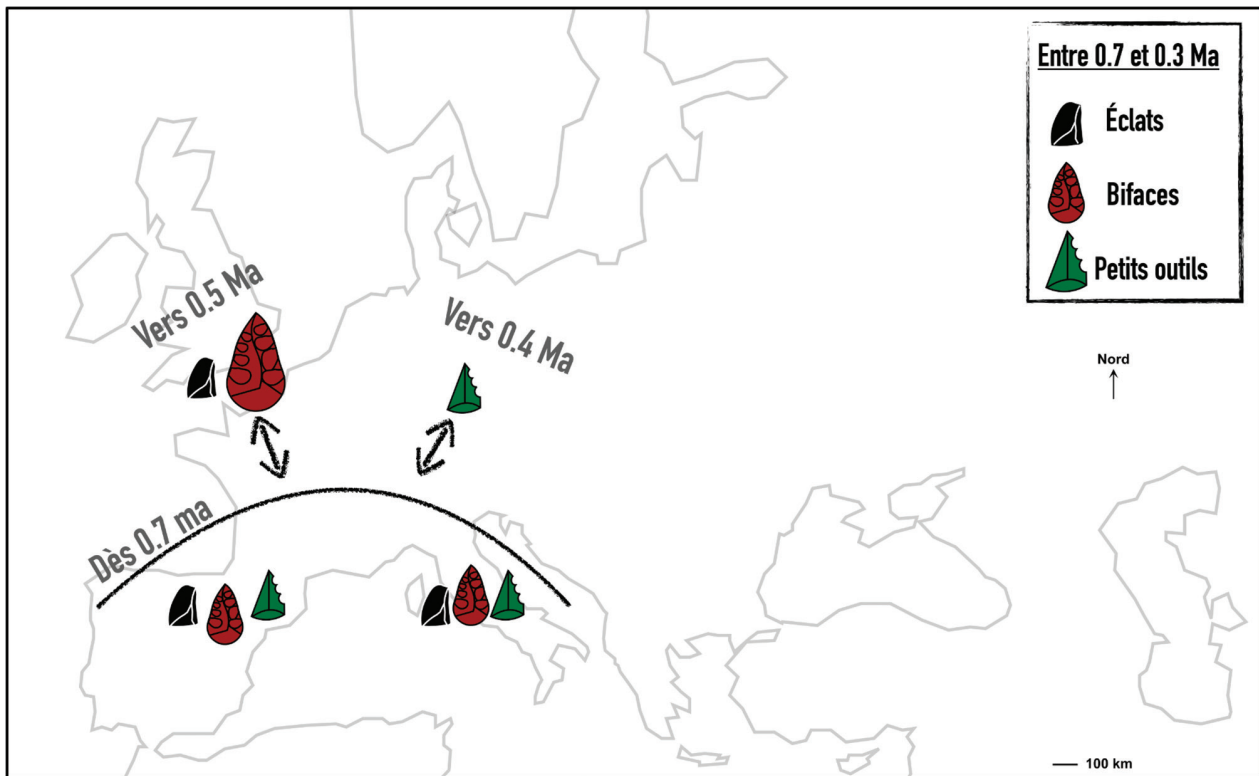 Entre 0.7 et 0.3 Ma
Éclats
Bifaces
Petits outils
Nord
Vers 0.5 Ma
Vers 0.4 Ma
Dès 0.7 ma
100 km